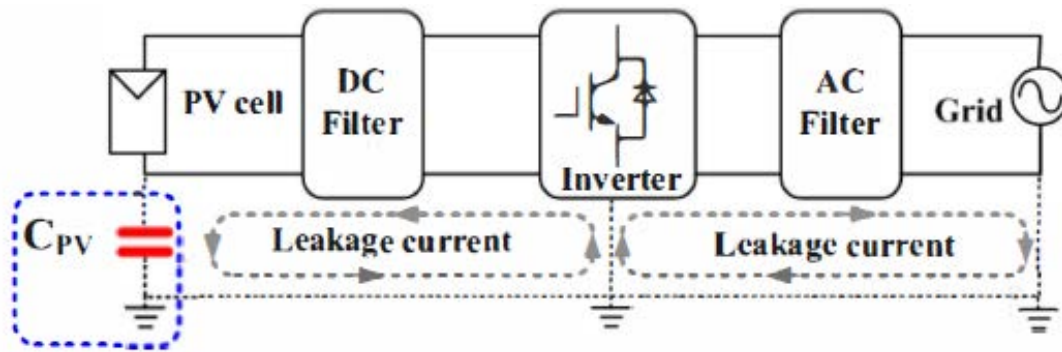 PV cell
DC
Filter
Inverter
AC
Filter
Grid
CPV
Leakage current
Leakage current